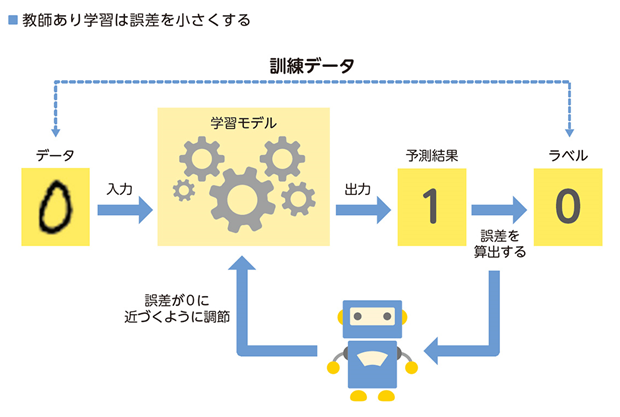 教師あり学習は誤差を小さくする
訓練データ
データ
学習モデル
予測結果
ラベル
0
入力
出力
1
0
誤差を
算出する
誤差が0に
近づくように調節